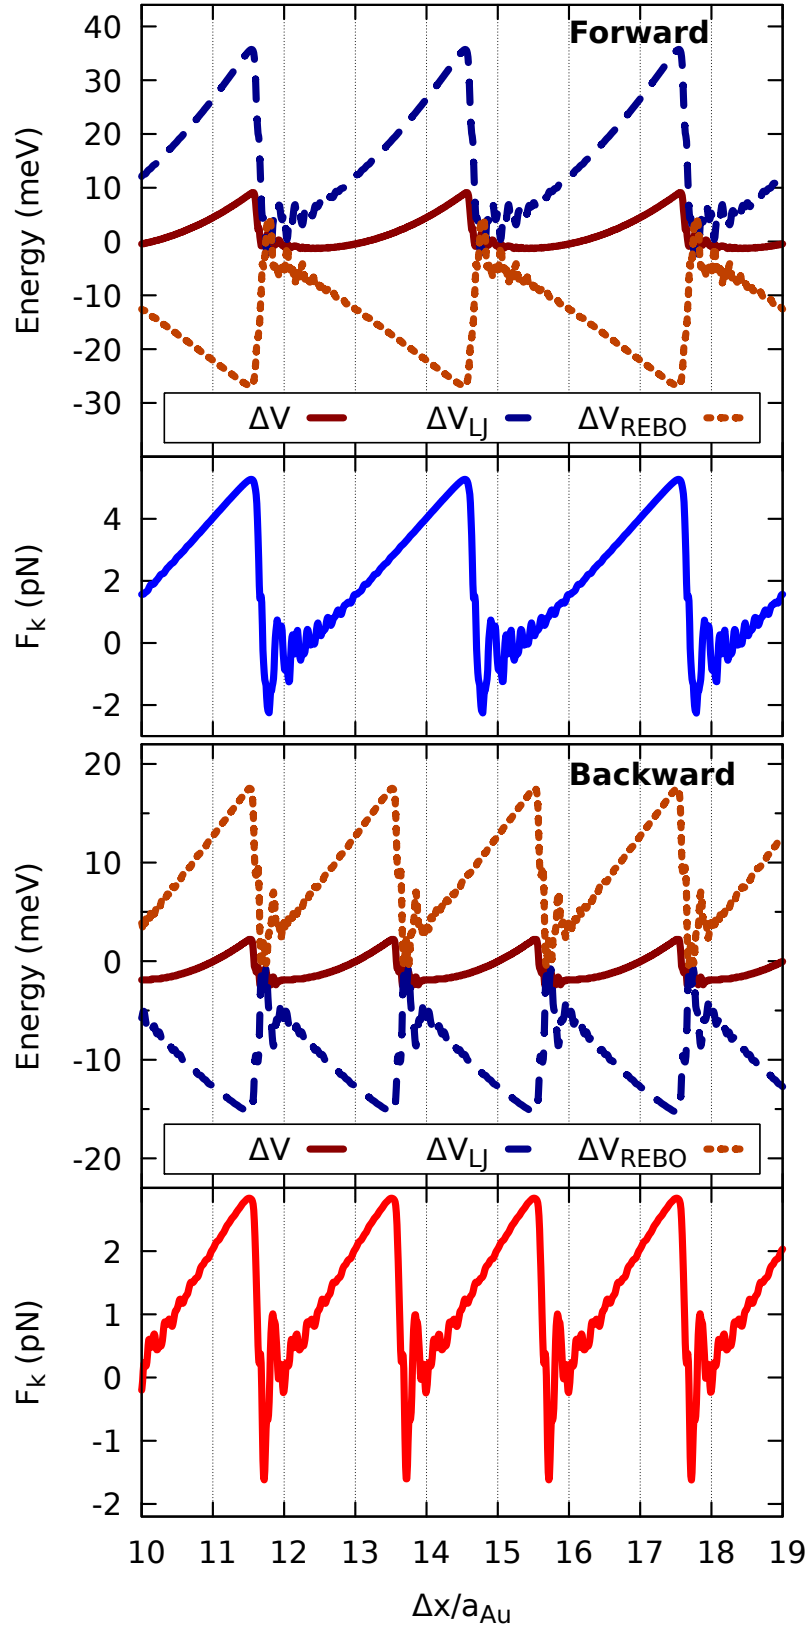 Forward
Energy (meV)
40
30
20
10
0
-10
-20
-30
ΔV ΔV_LJ ΔV_REBO
F_k (pN)
4
2
0
-2
Backward
Energy (meV)
20
10
0
-10
-20
ΔV ΔV_LJ ΔV_REBO
F_k (pN)
2
1
0
-1
-2
10 11 12 13 14 15 16 17 18 19
Δx/a_Au